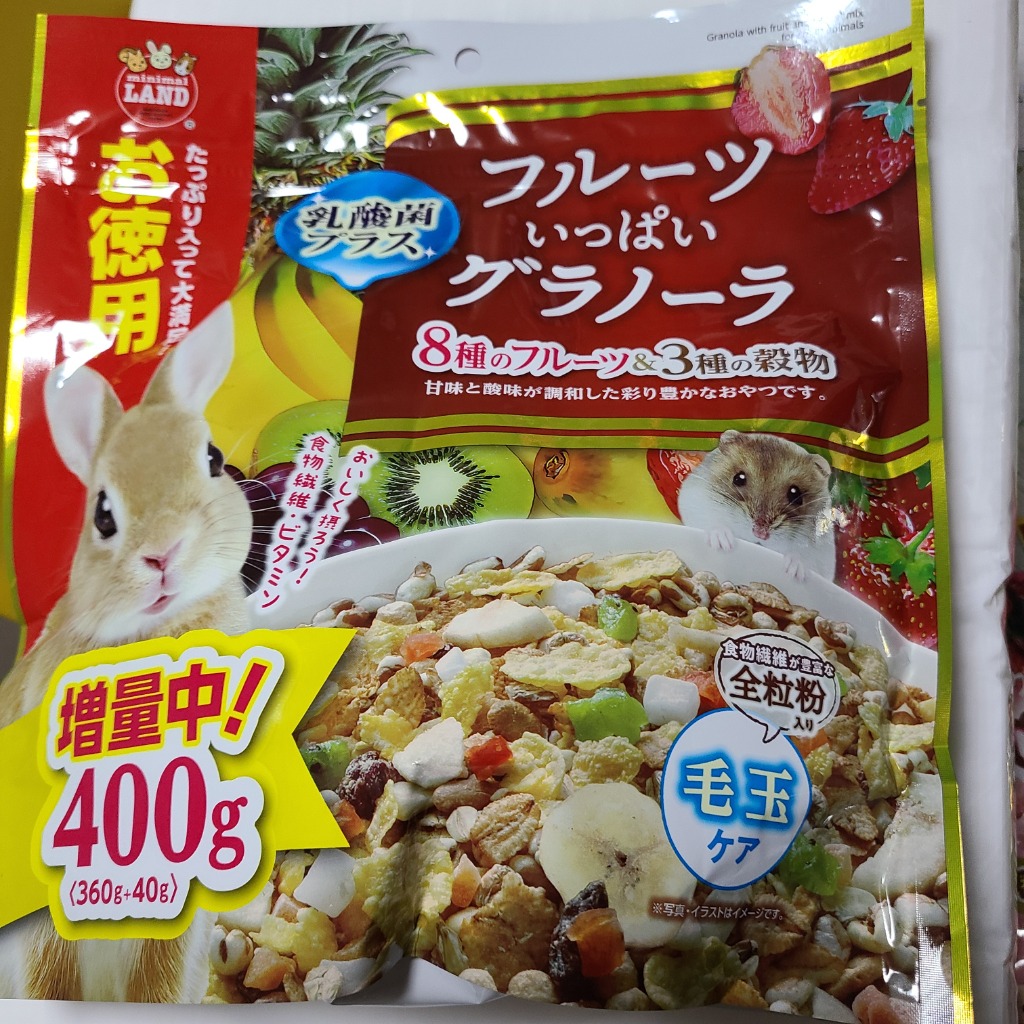 Granola with fruit an mix
for animals
minimal
LAND
®
お徳用
たっぷり入って大満足
乳酸菌
プラス
フルーツ
いっぱい
グラノーラ
8種のフルーツ&3種の穀物
甘味と酸味が調和した彩り豊かなおやつです。
おいしく摂ろう!
食物繊維・ビタミン
食物繊維が豊富な
全粒粉
入り
毛玉
ケア
増量中!
400g
〈360g+40g〉
※写真・イラストはイメージです。